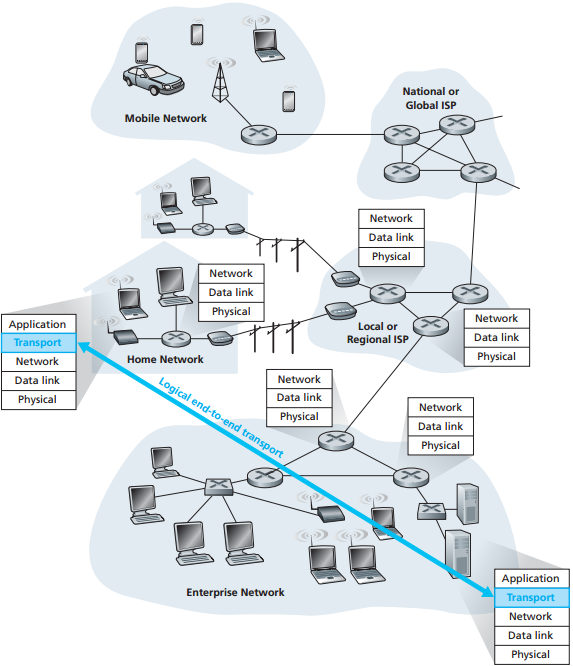 National or
Global ISP
Mobile Network
Network
Data link
Physical
Network
Data link
Physical
Application
Transport
Network
Data link
Physical
Home Network
Local or
Regional ISP
Network
Data link
Physical
Logical end-to-end transport
Network
Data link
Physical
Network
Data link
Physical
Enterprise Network
Application
Transport
Network
Data link
Physical